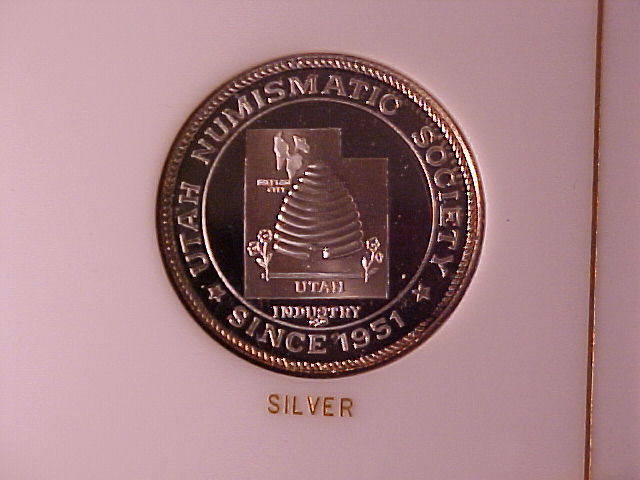 UTAH NUMISMATIC SOCIETY
UTAH
INDUSTRY
★ SINCE 1951 ★
SILVER